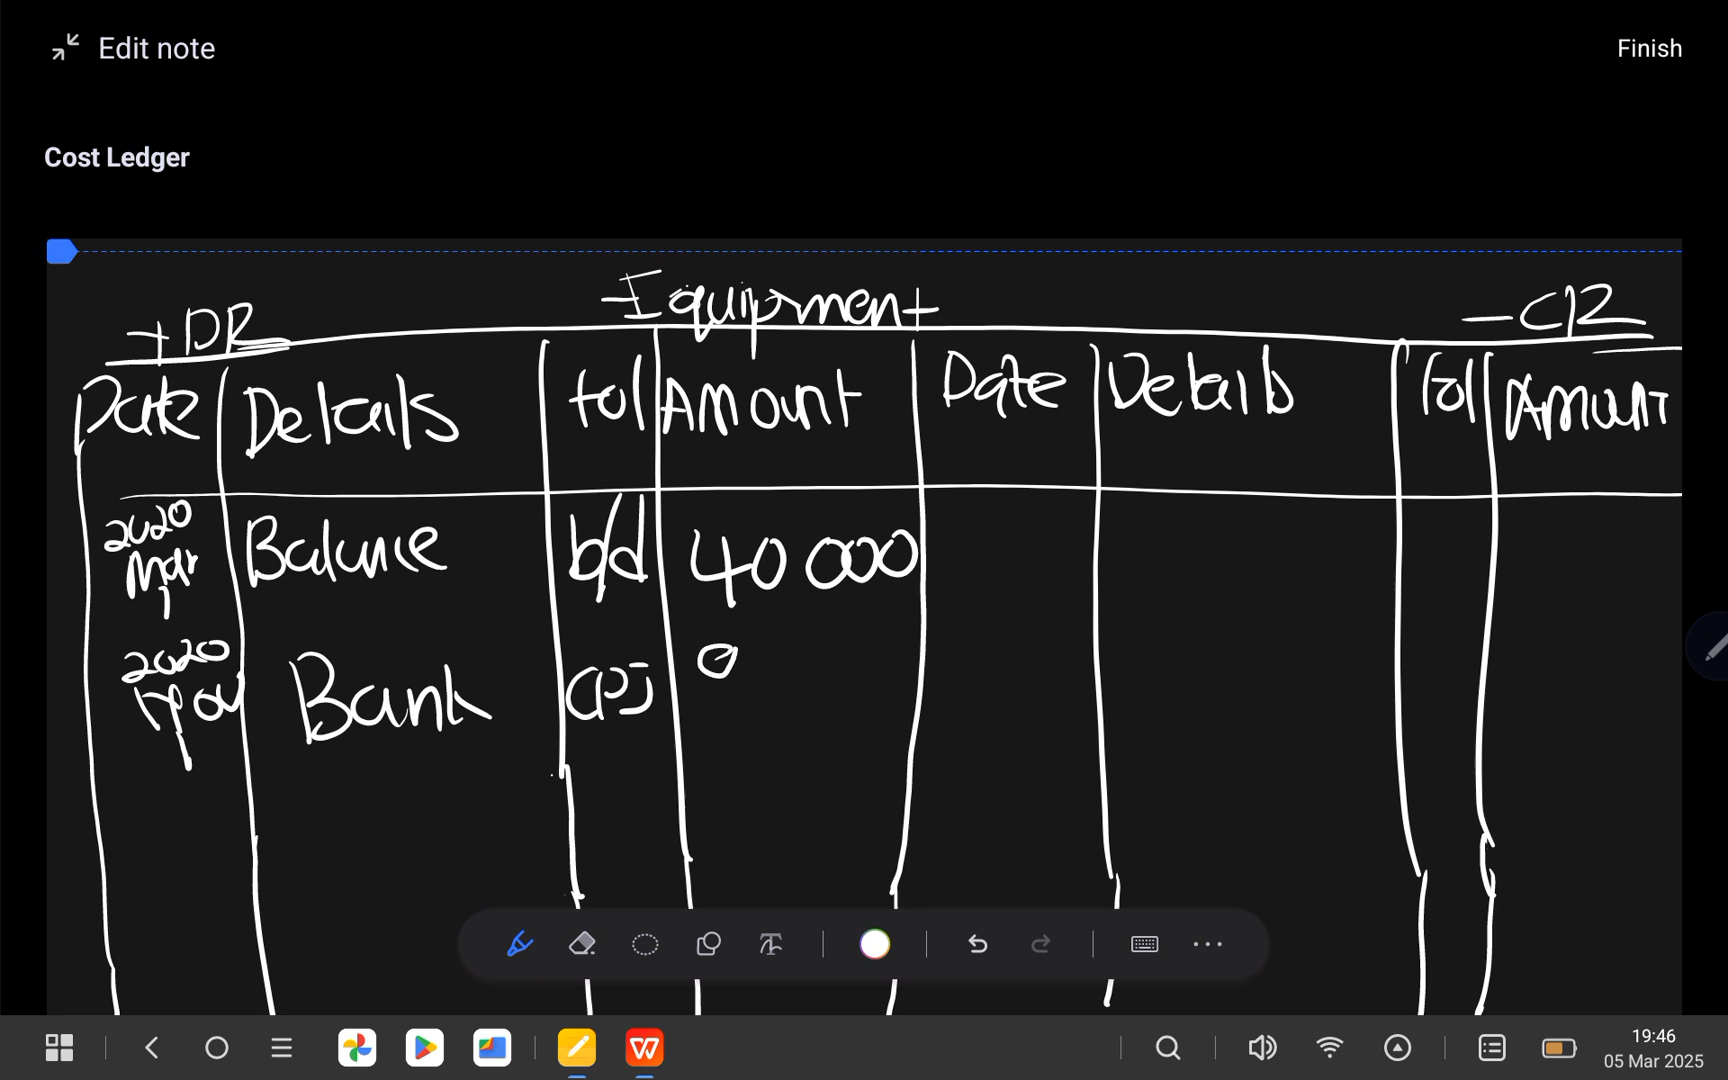 Edit note
Finish
Cost Ledger
Equipment
+DR
-CR
Date Details fol Amount Date Details fol Amount
2020
Mar
1
Balance b/d 40 000
2020
Bank CPJ
19:46
05 Mar 2025